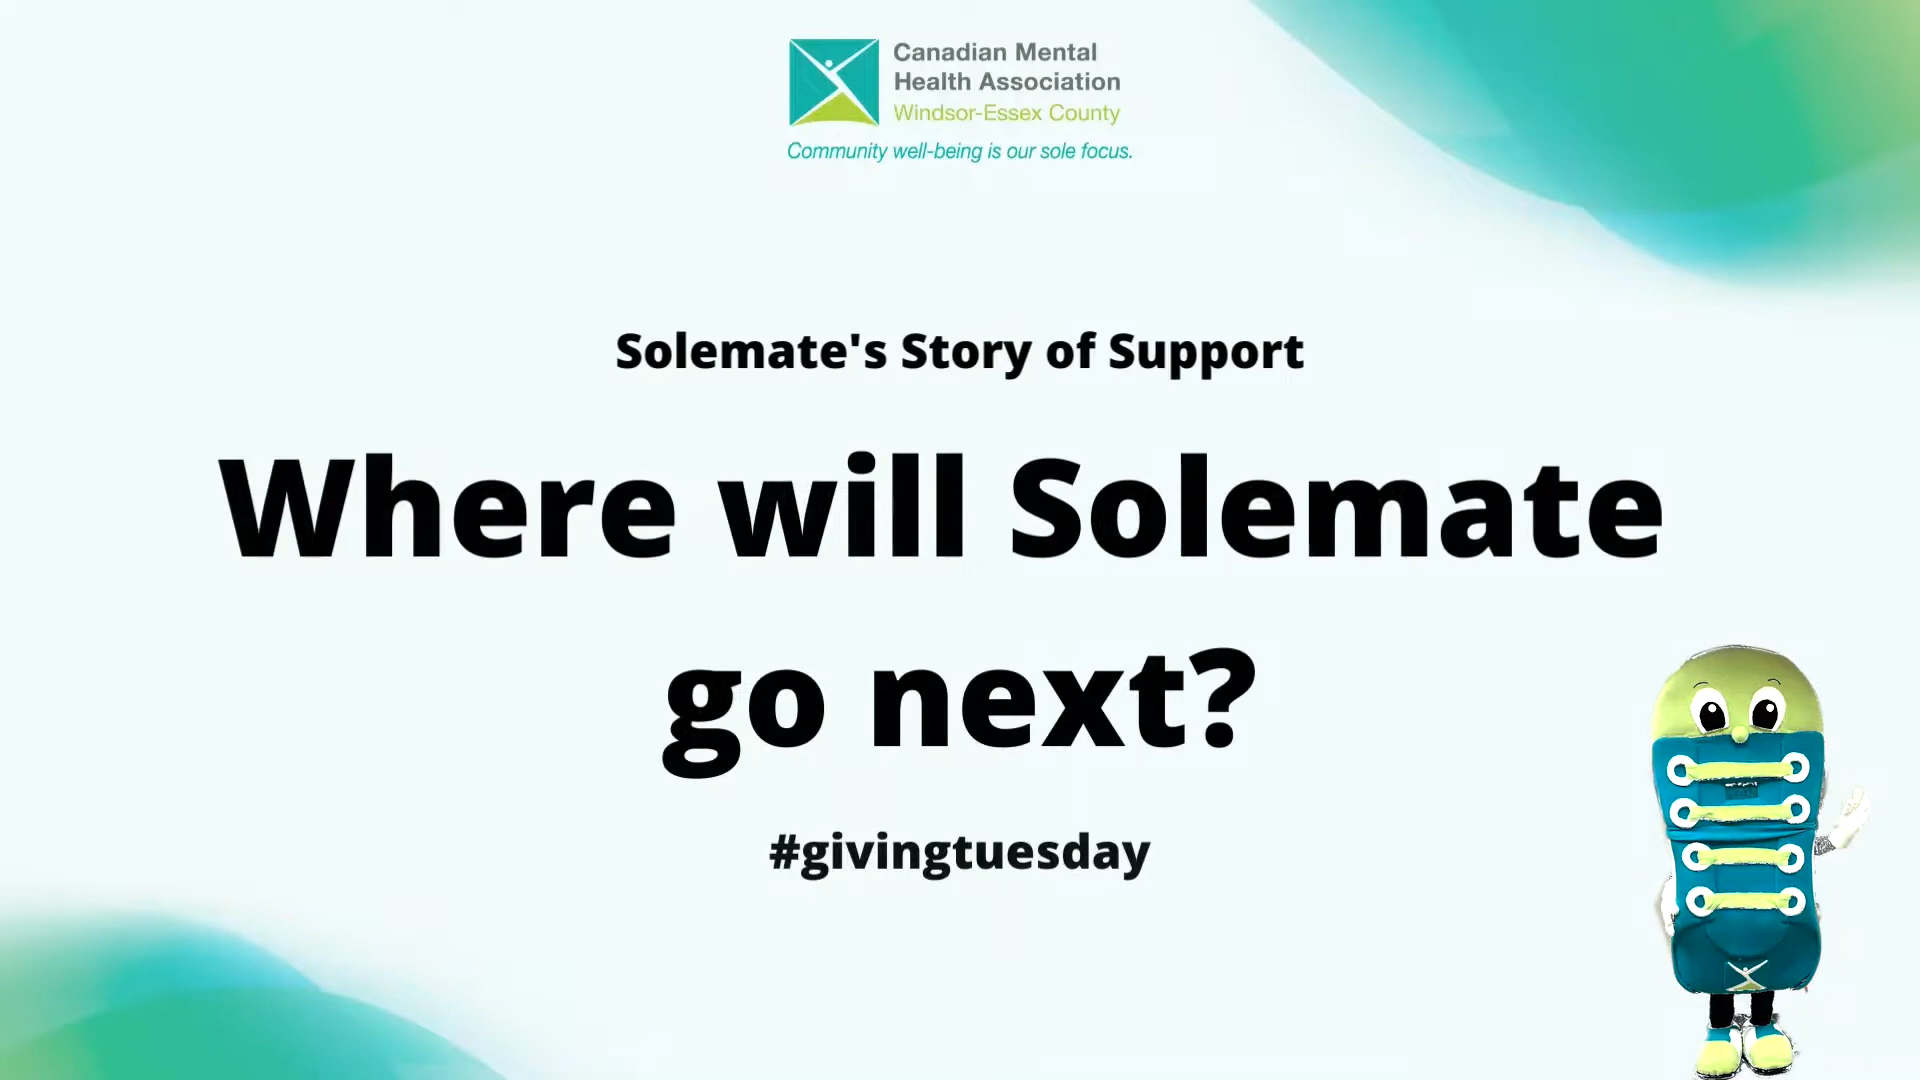 Canadian Mental
Health Association
Windsor-Essex County
Community well-being is our sole focus.
Solemate's Story of Support
Where will Solemate
go next?
#givingtuesday